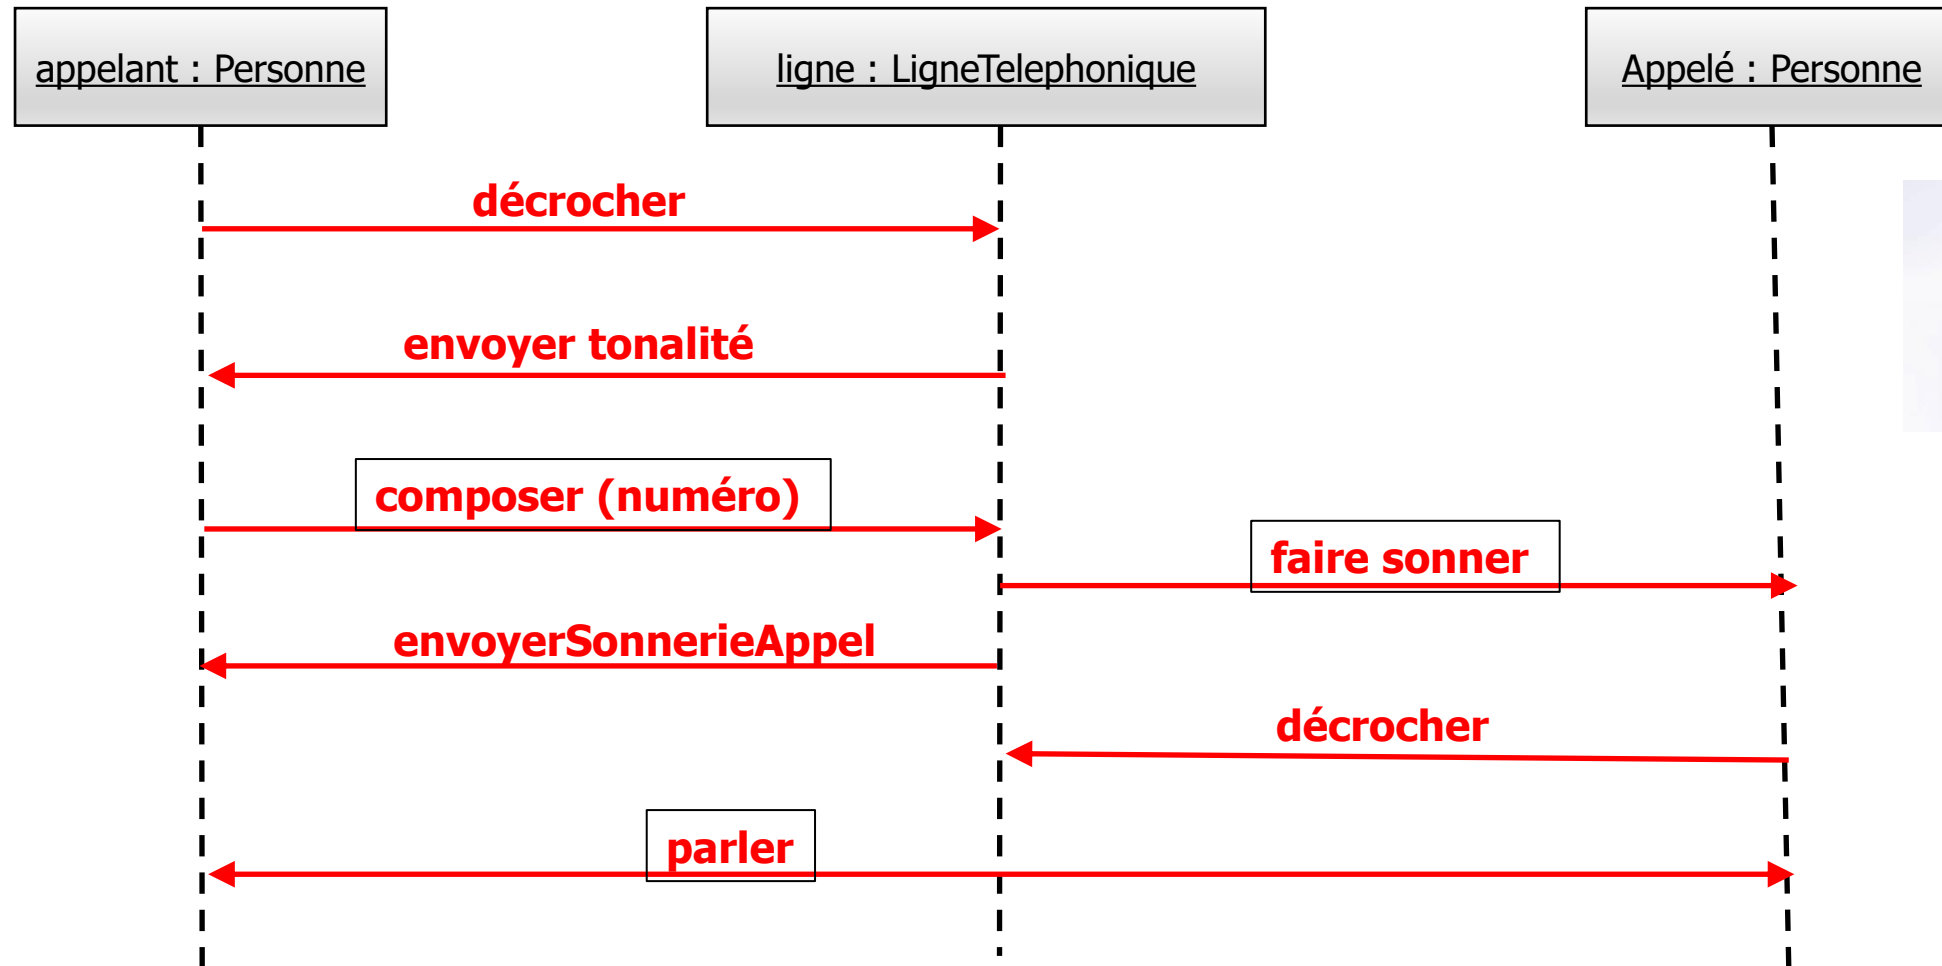 appelant : Personne
ligne : LigneTelephonique
Appelé : Personne
décrocher
envoyer tonalité
composer (numéro)
faire sonner
envoyerSonnerieAppel
décrocher
parler